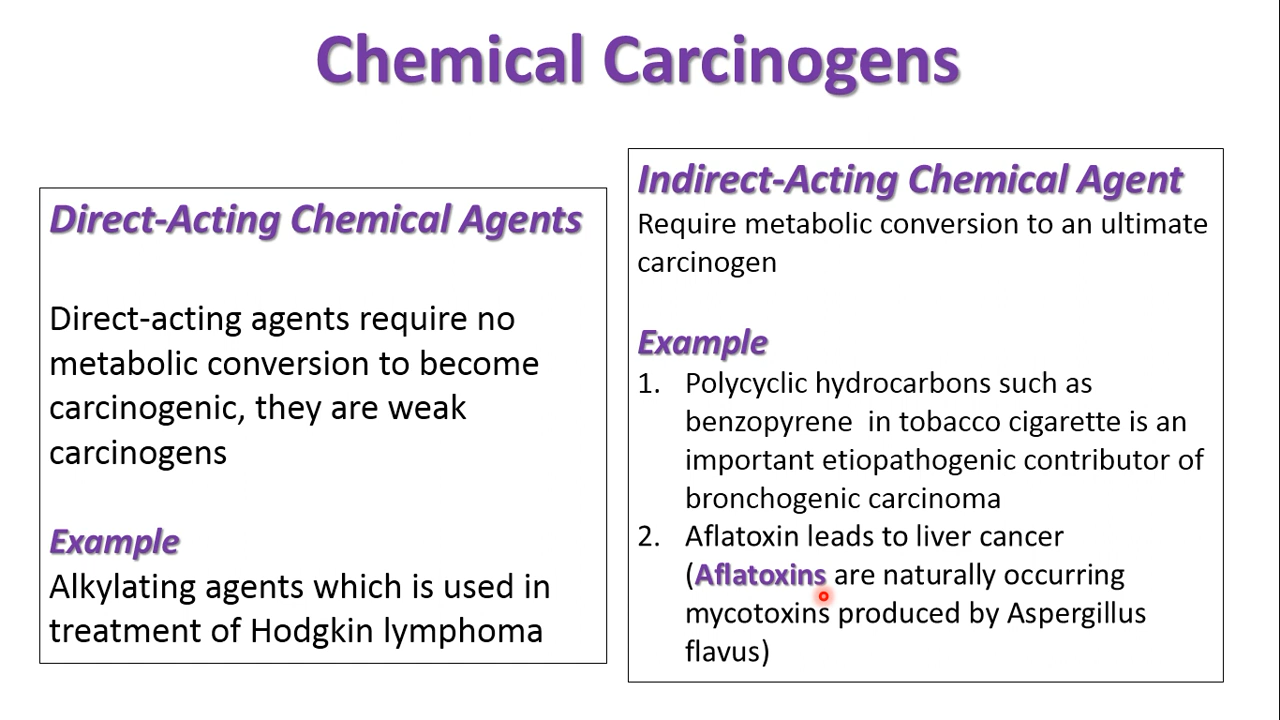 Chemical Carcinogens
Direct-Acting Chemical Agents
Direct-acting agents require no
metabolic conversion to become
carcinogenic, they are weak
carcinogens
Example
Alkylating agents which is used in
treatment of Hodgkin lymphoma
Indirect-Acting Chemical Agent
Require metabolic conversion to an ultimate
carcinogen
Example
1. Polycyclic hydrocarbons such as
benzopyrene  in tobacco cigarette is an
important etiopathogenic contributor of
bronchogenic carcinoma
2. Aflatoxin leads to liver cancer
(Aflatoxins are naturally occurring
mycotoxins produced by Aspergillus
flavus)